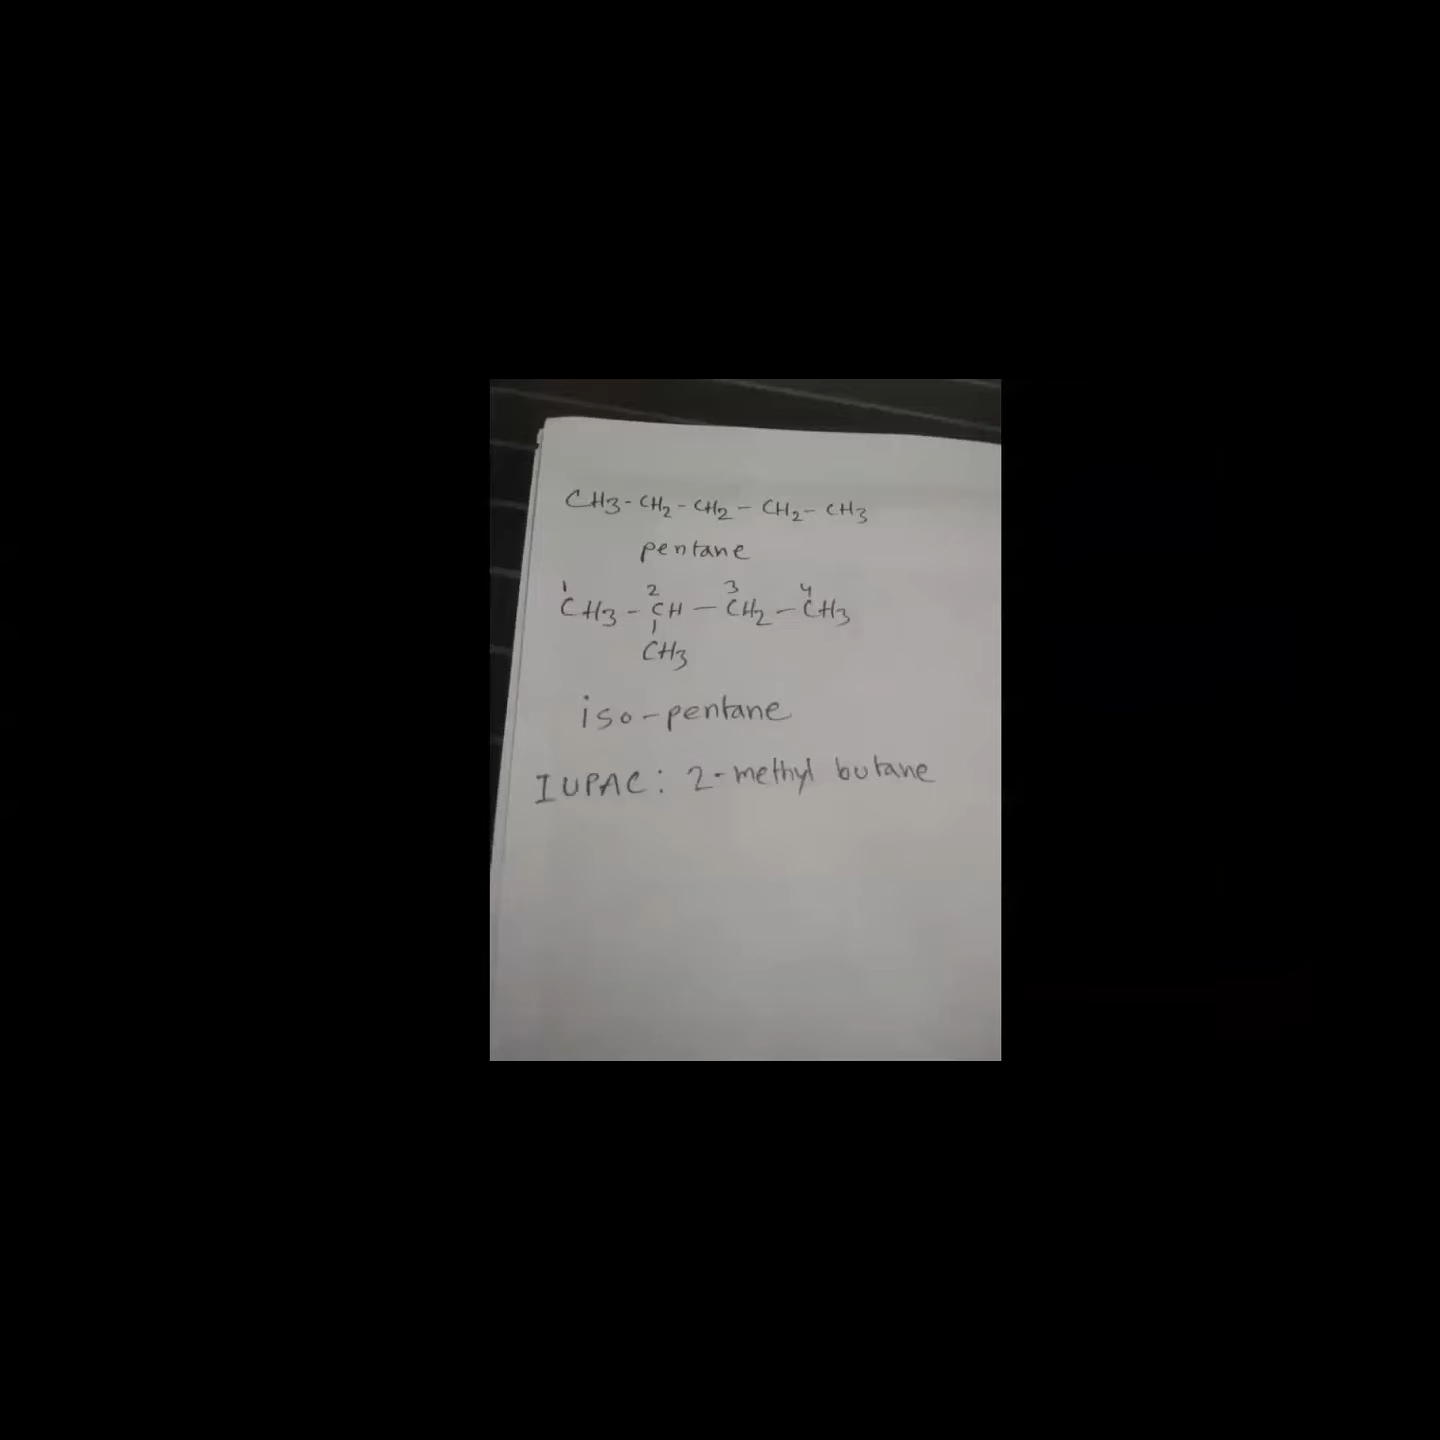 CH3-CH2-CH2-CH2-CH3
pentane
1 2 3 4
CH3-CH-CH2-CH3
CH3
iso-pentane
IUPAC: 2-methyl butane